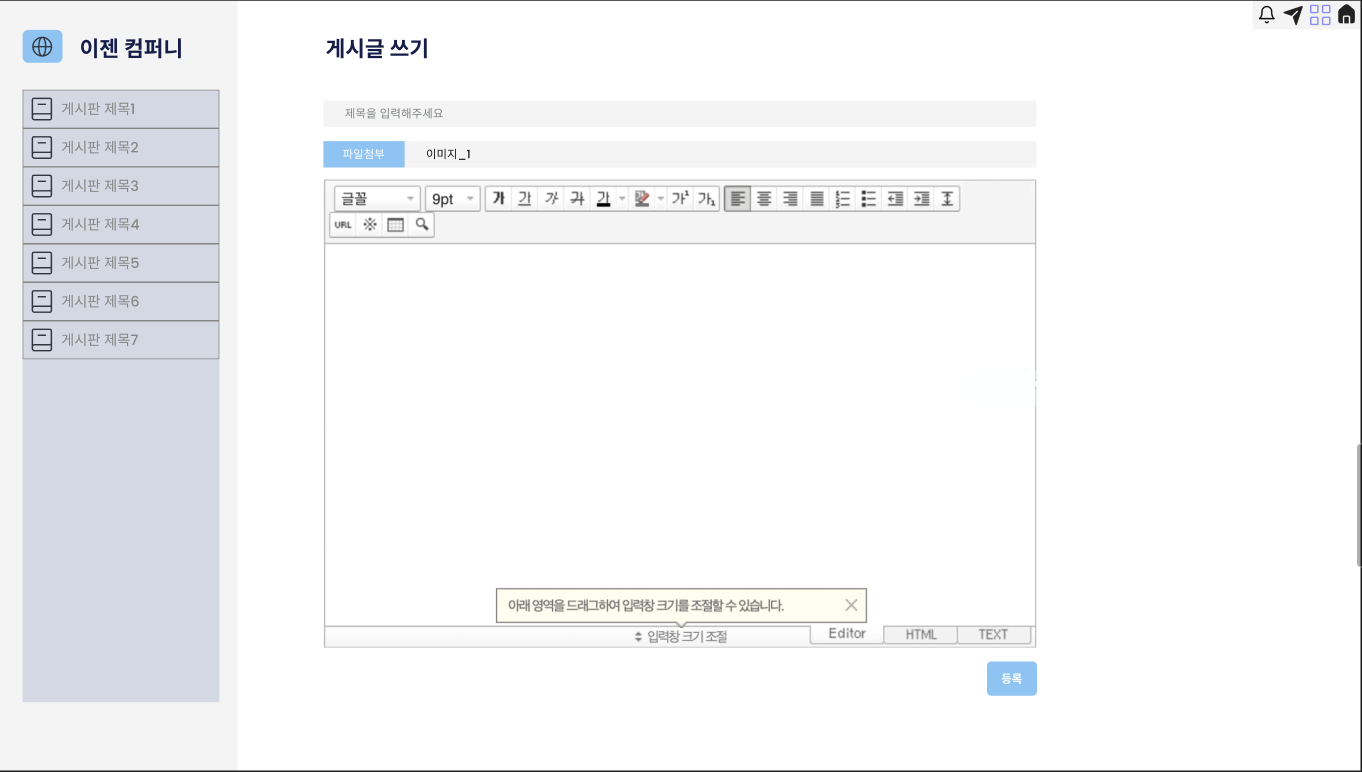 이젠 컴퍼니
게시판 제목1
게시판 제목2
게시판 제목3
게시판 제목4
게시판 제목5
게시판 제목6
게시판 제목7
게시글 쓰기
제목을 입력해주세요
파일첨부 이미지_1
글꼴 9pt 가 가 가 가 가 가¹ 가₁
URL
아래 영역을 드래그하여 입력창 크기를 조절할 수 있습니다.
입력창 크기 조절 Editor HTML TEXT
등록